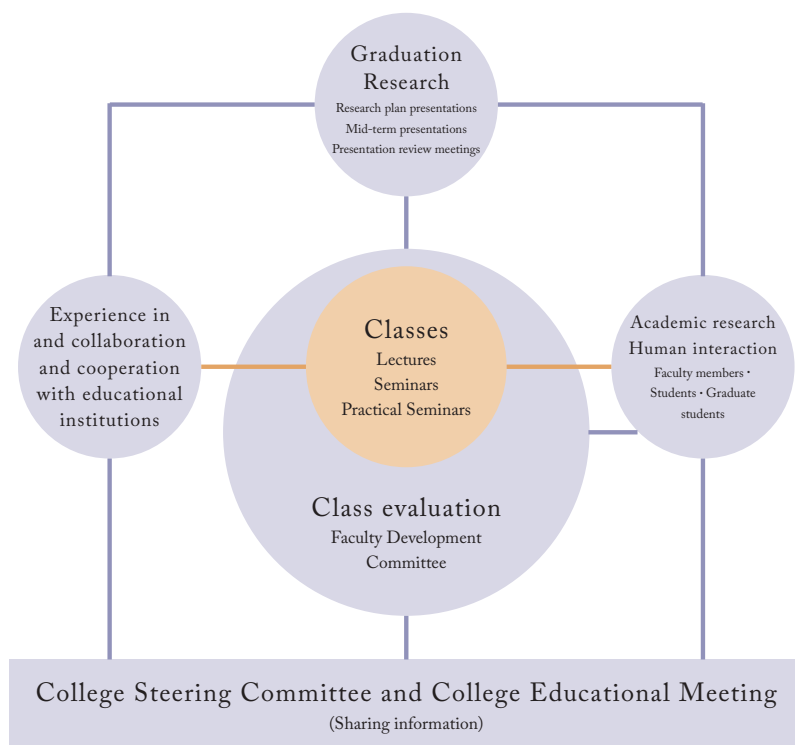 Graduation
Research
Research plan presentations
Mid-term presentations
Presentation review meetings
Experience in
and collaboration
and cooperation
with educational
institutions
Classes
Lectures
Seminars
Practical Seminars
Academic research
Human interaction
Faculty members・
Students・Graduate
students
Class evaluation
Faculty Development
Committee
College Steering Committee and College Educational Meeting
(Sharing information)